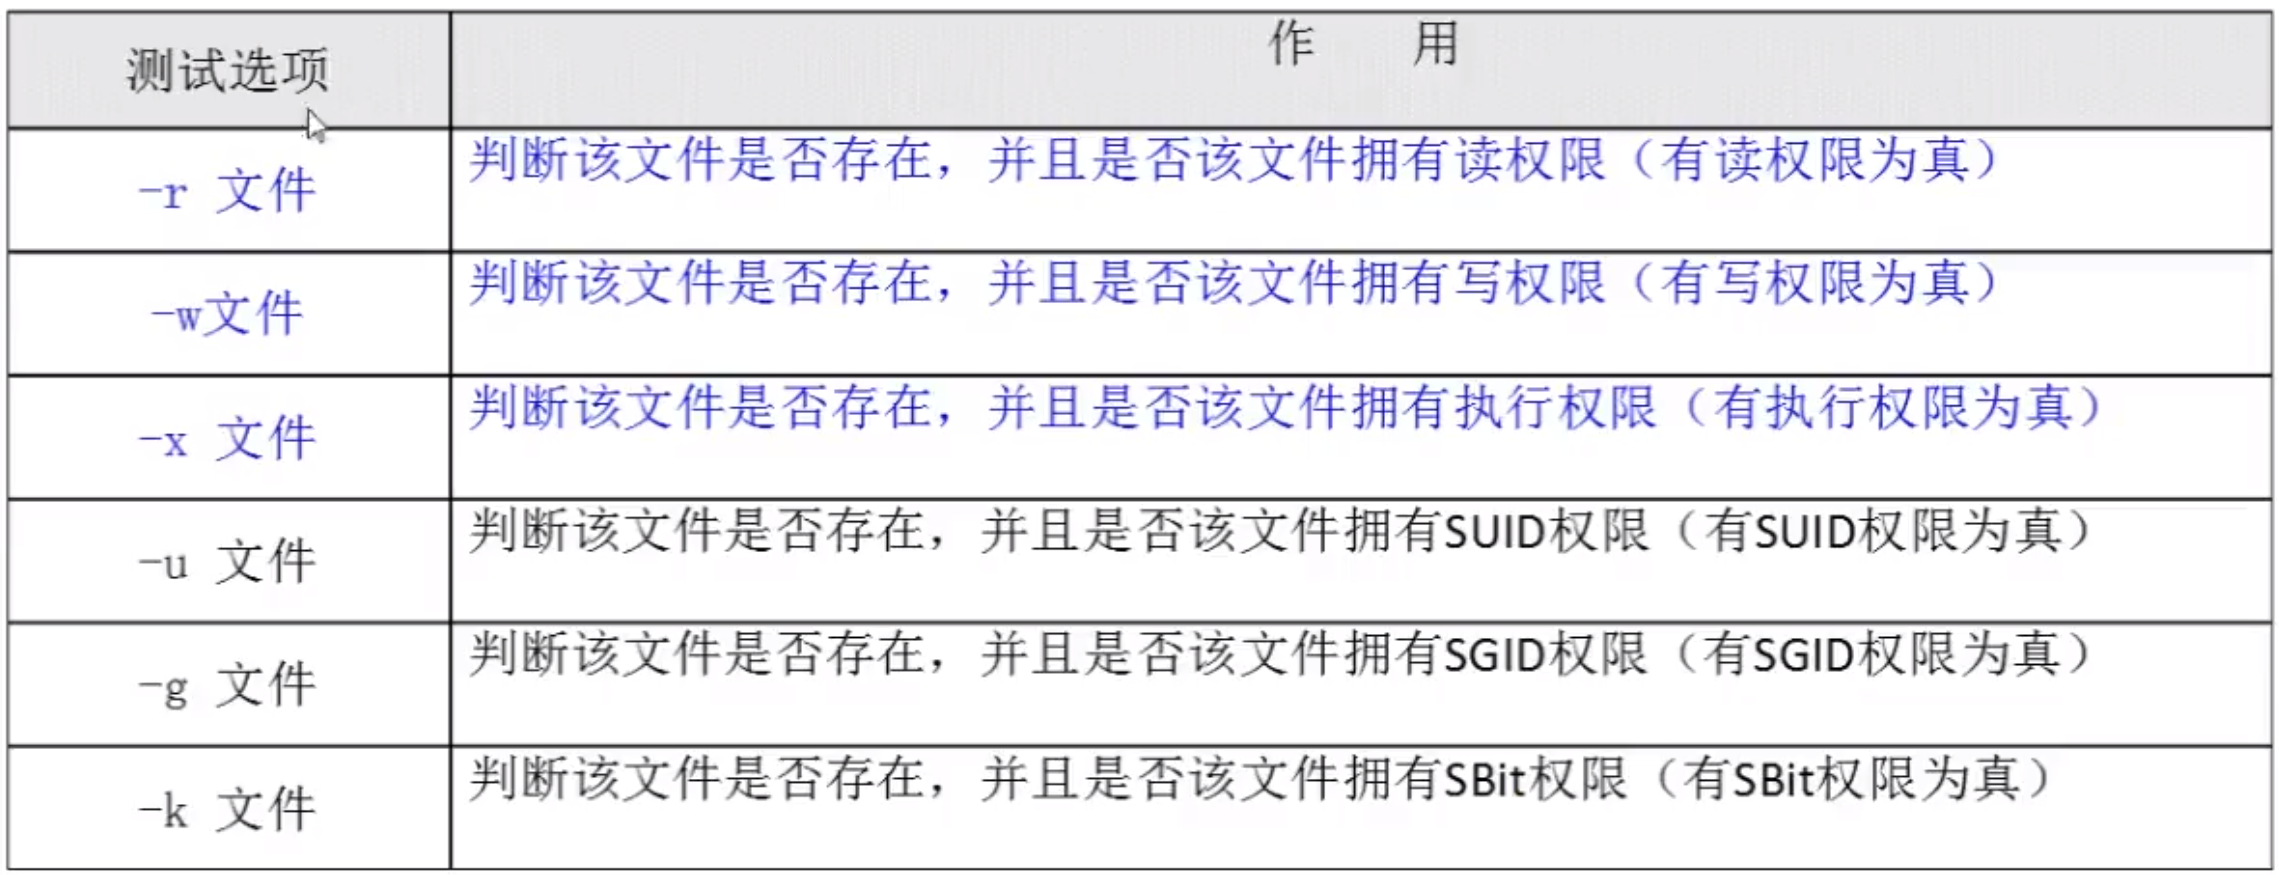 测试选项 作 用
-r 文件 判断该文件是否存在，并且是否该文件拥有读权限（有读权限为真）
-w文件 判断该文件是否存在，并且是否该文件拥有写权限（有写权限为真）
-x 文件 判断该文件是否存在，并且是否该文件拥有执行权限（有执行权限为真）
-u 文件 判断该文件是否存在，并且是否该文件拥有SUID权限（有SUID权限为真）
-g 文件 判断该文件是否存在，并且是否该文件拥有SGID权限（有SGID权限为真）
-k 文件 判断该文件是否存在，并且是否该文件拥有SBit权限（有SBit权限为真）